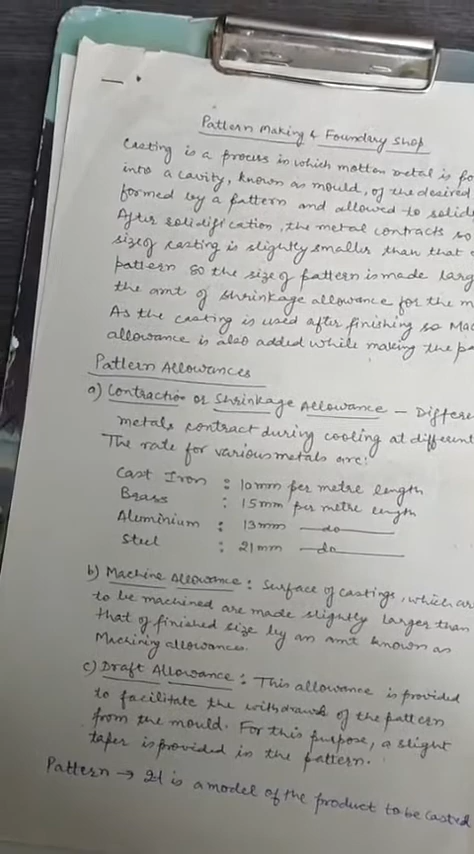 Pattern Making & Foundry Shop
Casting is a process in which motten metal is
into a cavity, known as mould, of the desired
formed by a pattern and allowed to
After solidification, the metal contracts so
size of casting is slightly smaller than that
pattern so the size of pattern is made
the amt of shrinkage allowance for the
As the casting is used after finishing so
allowance is also added while making the
Pattern Allowances
a) Contraction or Shrinkage Allowance –
metals contract during cooling at different
The rate for various metals are:
Cast Iron : 10mm per metre length
Brass : 15mm per metre length
Aluminium : 13mm —do—
Steel : 21mm —do—
b) Machine Allowance : Surface of castings, which
to be machined are made slightly larger than
that of finished size by an amt known as
Machining allowances.
c) Draft Allowance : This allowance is provided
to facilitate the withdrawl of the pattern
from the mould. For this purpose, a slight
taper is provided in the pattern.
Pattern → It is a model of the product to be casted